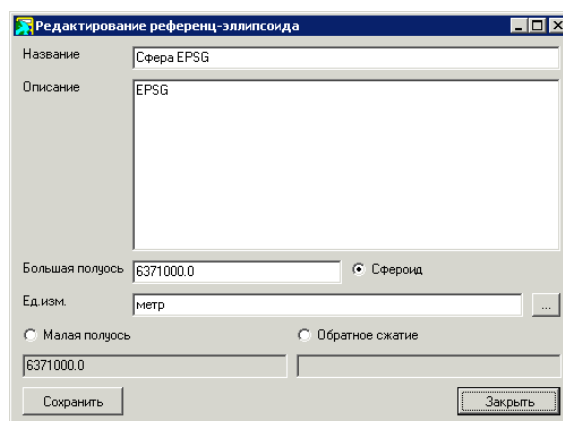 Редактирование референц-эллипсоида
Название
Сфера EPSG
Описание
EPSG
Большая полуось
6371000.0
Сфероид
Ед.изм.
метр
...
Малая полуось
Обратное сжатие
6371000.0
Сохранить
Закрыть